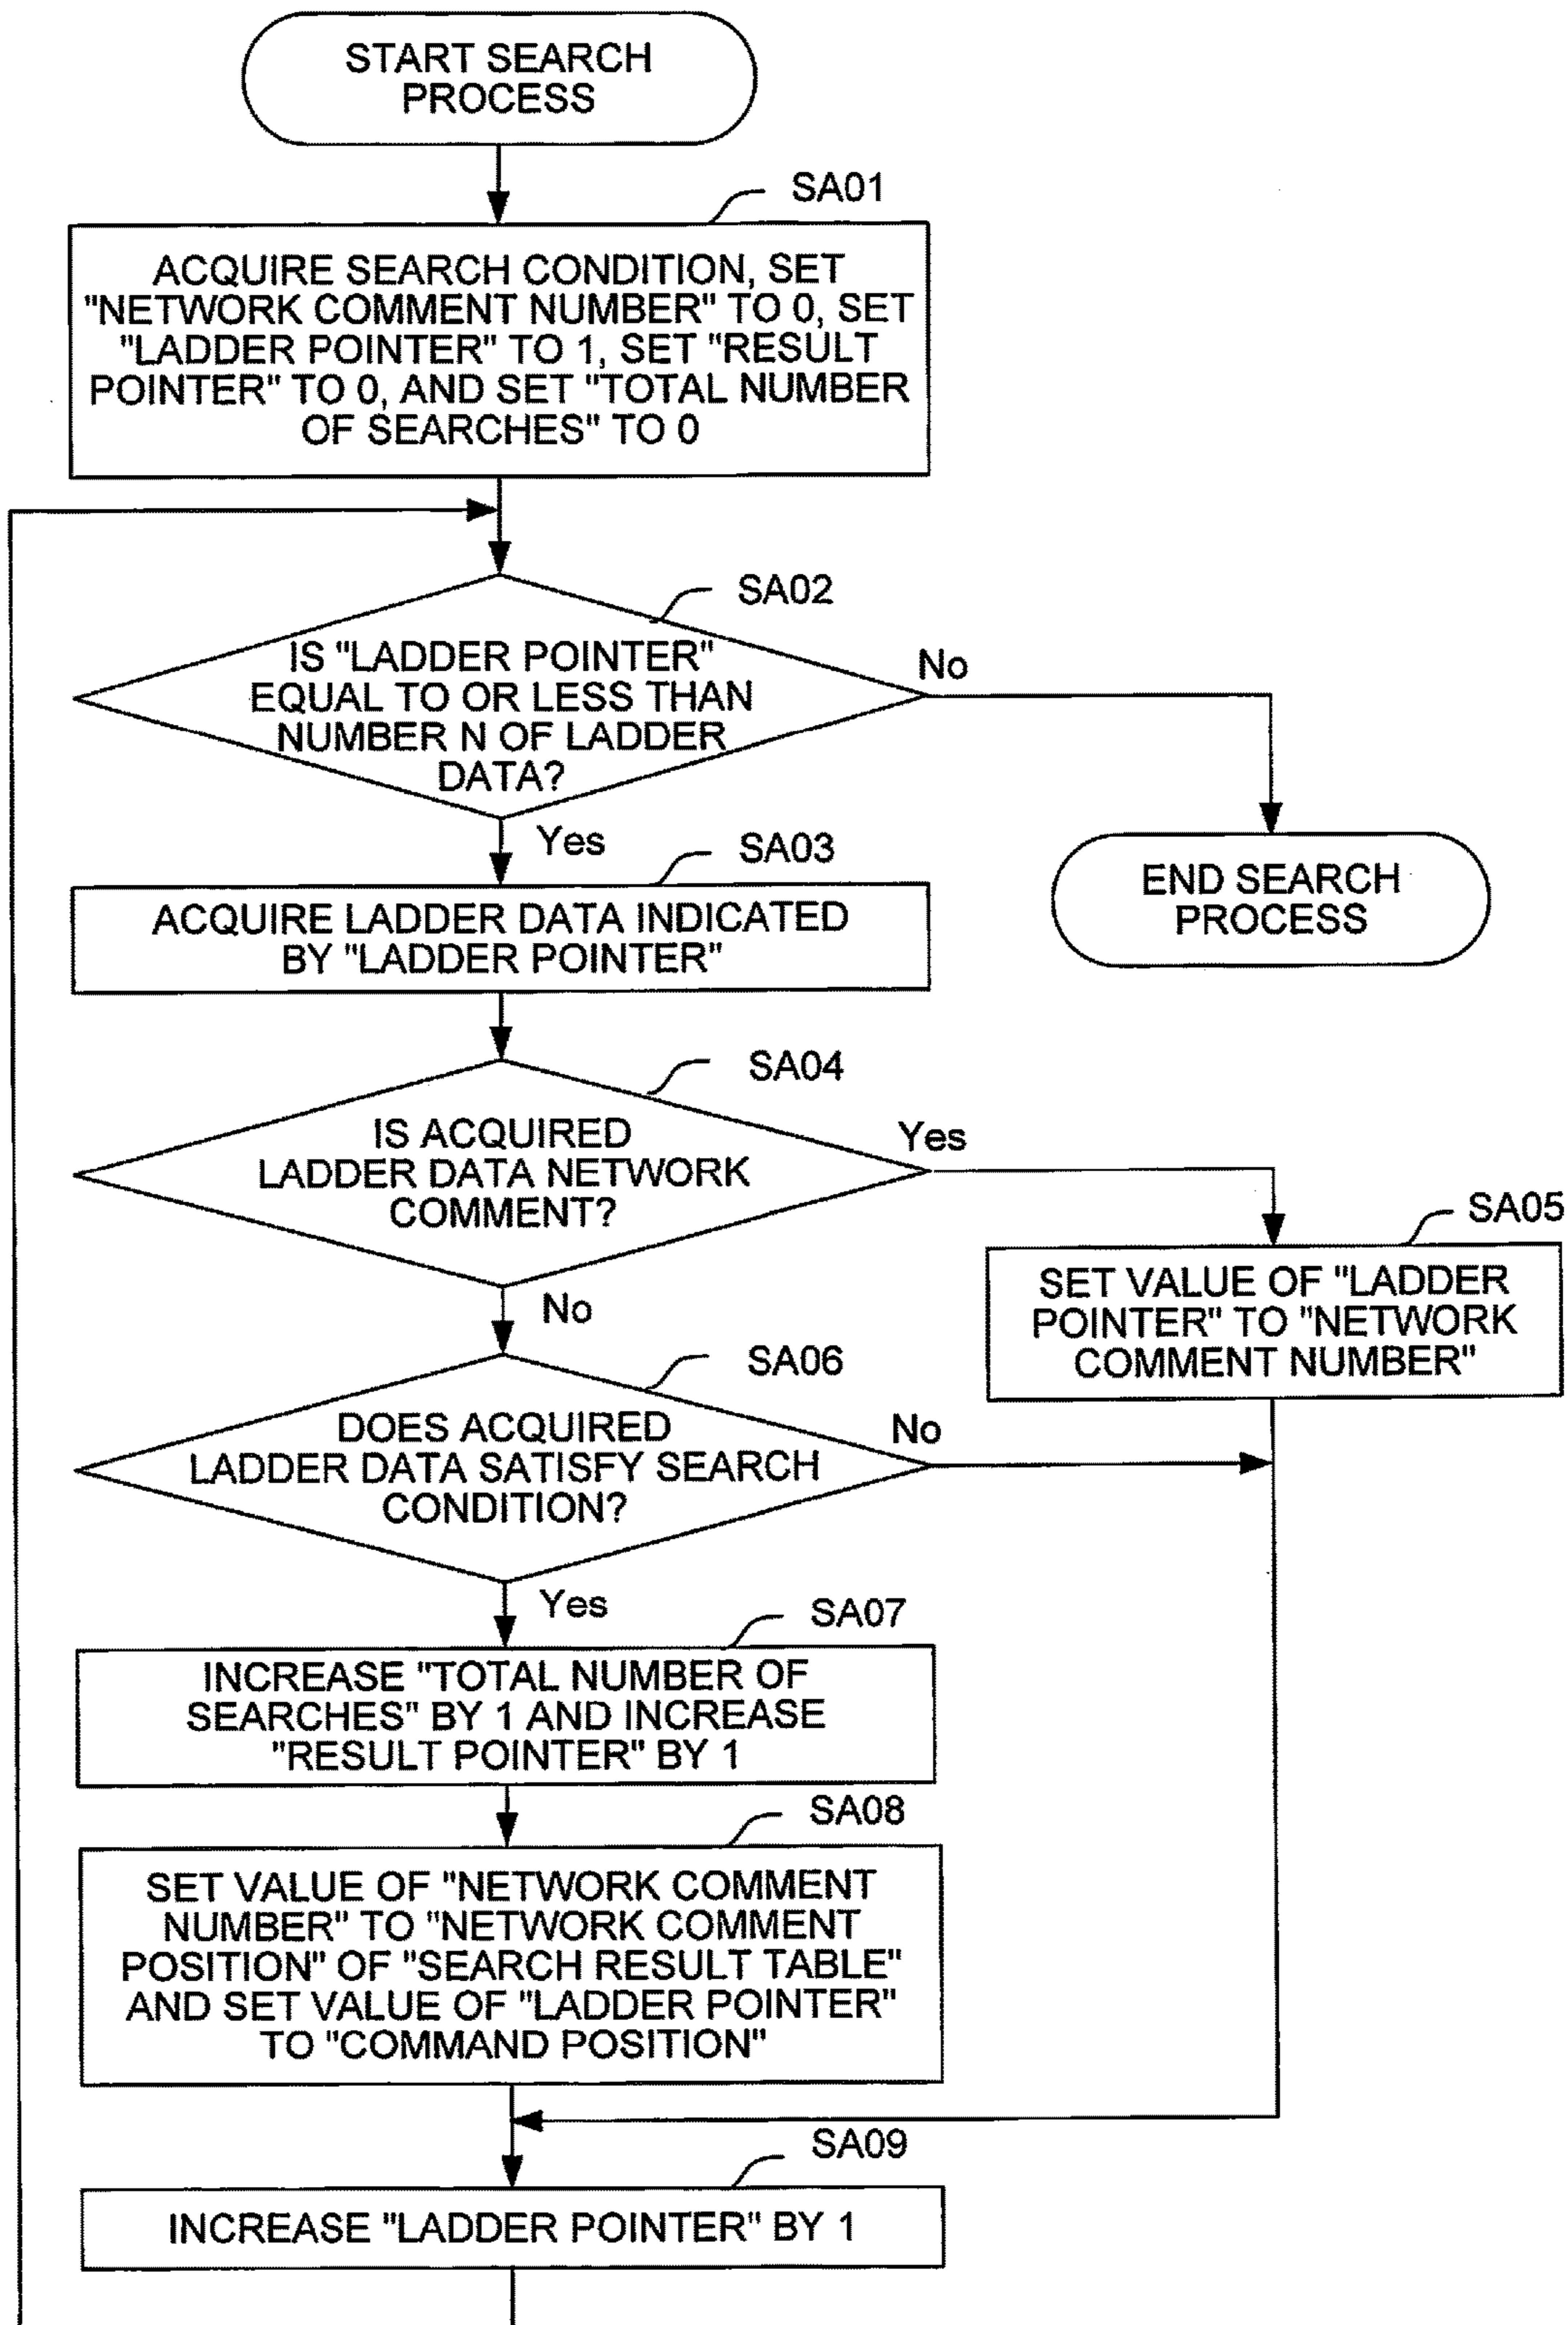 START SEARCH
PROCESS
SA01
ACQUIRE SEARCH CONDITION, SET
"NETWORK COMMENT NUMBER" TO 0, SET
"LADDER POINTER" TO 1, SET "RESULT
POINTER" TO 0, AND SET "TOTAL NUMBER
OF SEARCHES" TO 0
SA02
IS "LADDER POINTER"
EQUAL TO OR LESS THAN
NUMBER N OF LADDER
DATA?
No
Yes
END SEARCH
PROCESS
SA03
ACQUIRE LADDER DATA INDICATED
BY "LADDER POINTER"
SA04
IS ACQUIRED
LADDER DATA NETWORK
COMMENT?
Yes
No
SA05
SET VALUE OF "LADDER
POINTER" TO "NETWORK
COMMENT NUMBER"
SA06
DOES ACQUIRED
LADDER DATA SATISFY SEARCH
CONDITION?
No
Yes
SA07
INCREASE "TOTAL NUMBER OF
SEARCHES" BY 1 AND INCREASE
"RESULT POINTER" BY 1
SA08
SET VALUE OF "NETWORK COMMENT
NUMBER" TO "NETWORK COMMENT
POSITION" OF "SEARCH RESULT TABLE"
AND SET VALUE OF "LADDER POINTER"
TO "COMMAND POSITION"
SA09
INCREASE "LADDER POINTER" BY 1